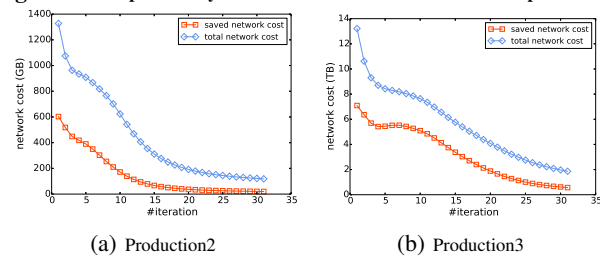 1400
1200
1000
800
600
400
200
0
network cost (GB)
saved network cost
total network cost
0 5 10 15 20 25 30 35
#iteration
(a) Production2
14
12
10
8
6
4
2
0
network cost (TB)
saved network cost
total network cost
0 5 10 15 20 25 30 35
#iteration
(b) Production3